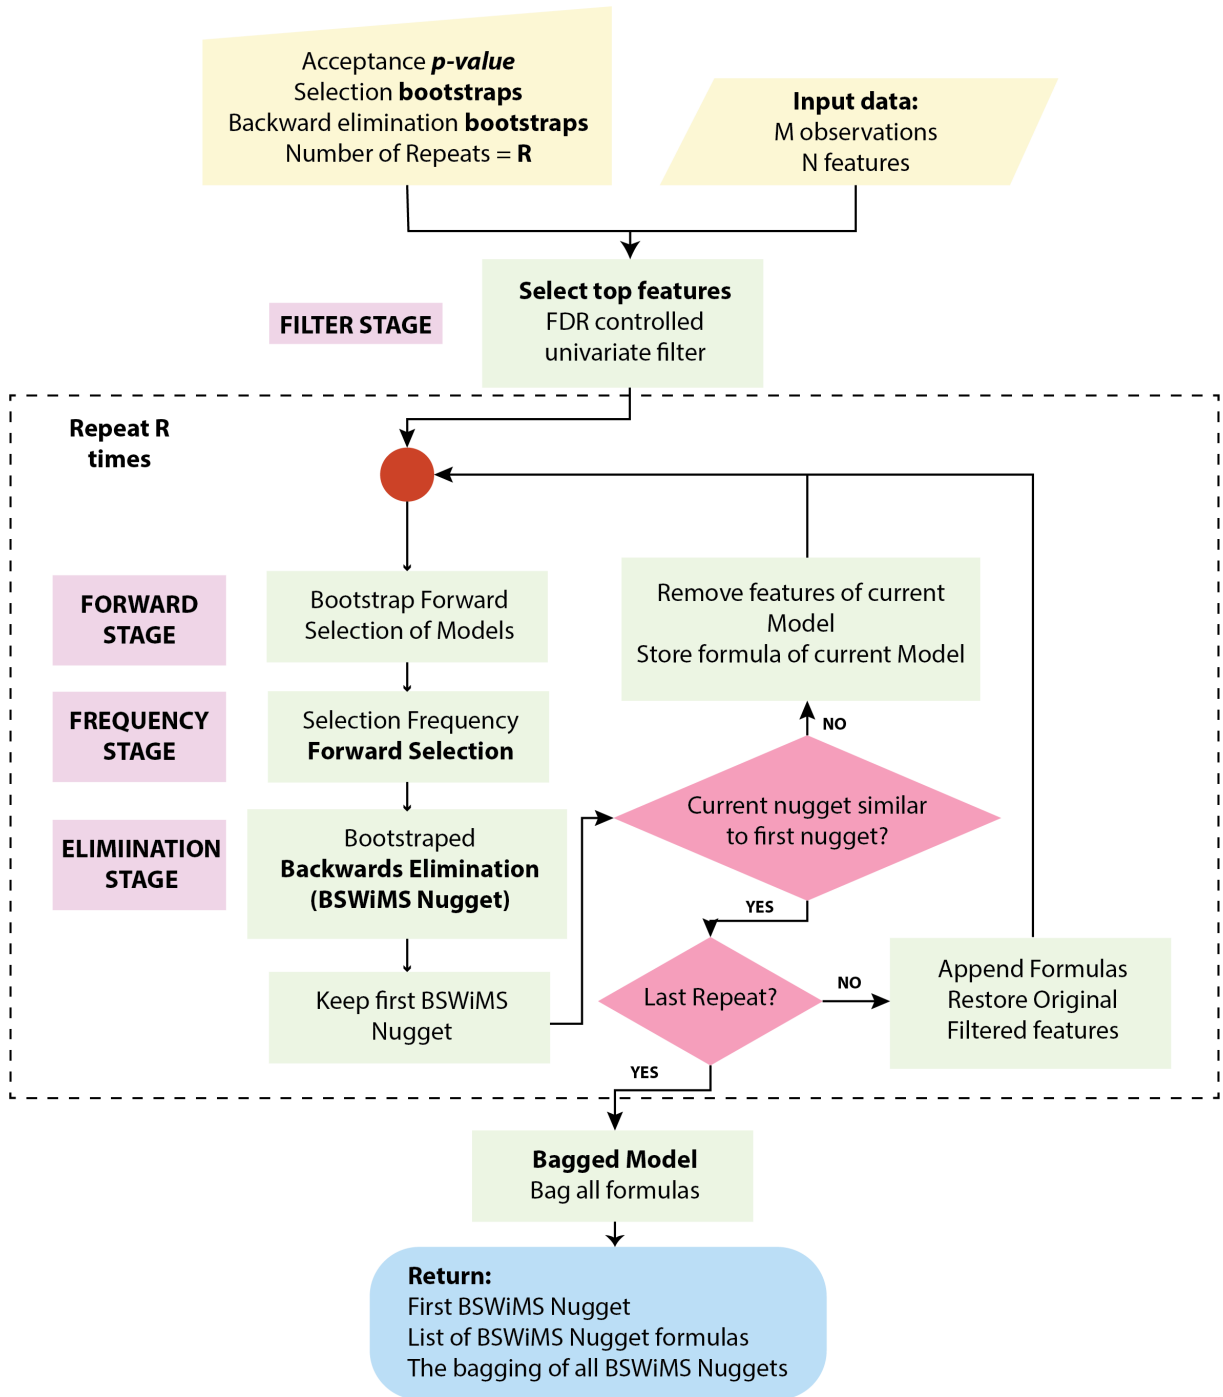 Acceptance p-value
Selection bootstraps
Backward elimination bootstraps
Number of Repeats = R
Input data:
M observations
N features
Select top features
FDR controlled
univariate filter
FILTER STAGE
Repeat R
times
FORWARD
STAGE
Bootstrap Forward
Selection of Models
Remove features of current
Model
Store formula of current Model
FREQUENCY
STAGE
Selection Frequency
Forward Selection
NO
Current nugget similar
to first nugget?
ELIMIINATION
STAGE
Bootstraped
Backwards Elimination
(BSWiMS Nugget)
YES
Keep first BSWiMS
Nugget
Last Repeat?
NO
Append Formulas
Restore Original
Filtered features
YES
Bagged Model
Bag all formulas
Return:
First BSWiMS Nugget
List of BSWiMS Nugget formulas
The bagging of all BSWiMS Nuggets